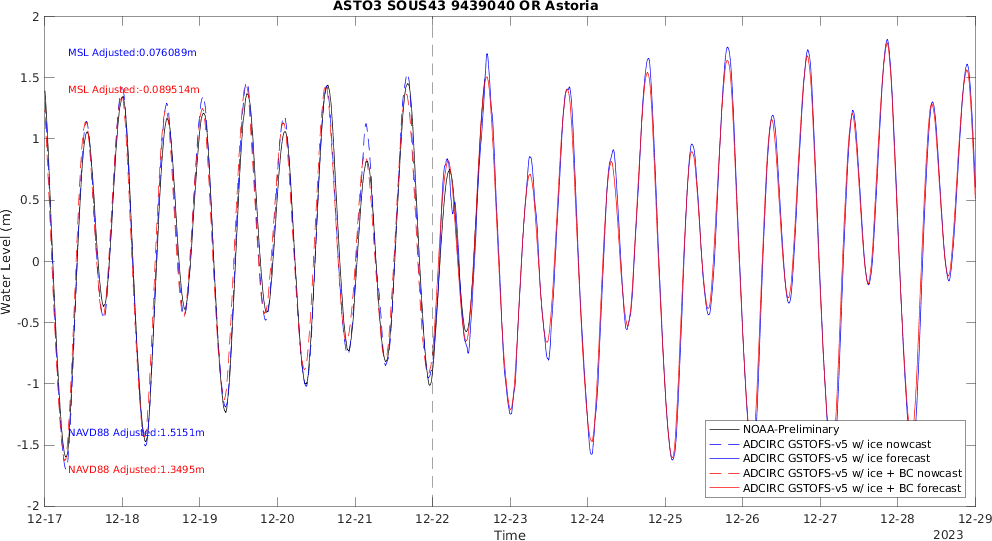 ASTO3 SOUS43 9439040 OR Astoria
MSL Adjusted:0.076089m
MSL Adjusted:-0.089514m
NAVD88 Adjusted:1.5151m
NAVD88 Adjusted:1.3495m
Water Level (m)
2
1.5
1
0.5
0
-0.5
-1
-1.5
-2
NOAA-Preliminary
ADCIRC GSTOFS-v5 w/ ice nowcast
ADCIRC GSTOFS-v5 w/ ice forecast
ADCIRC GSTOFS-v5 w/ ice + BC nowcast
ADCIRC GSTOFS-v5 w/ ice + BC forecast
12-17 12-18 12-19 12-20 12-21 12-22 12-23 12-24 12-25 12-26 12-27 12-28 12-29
Time
2023